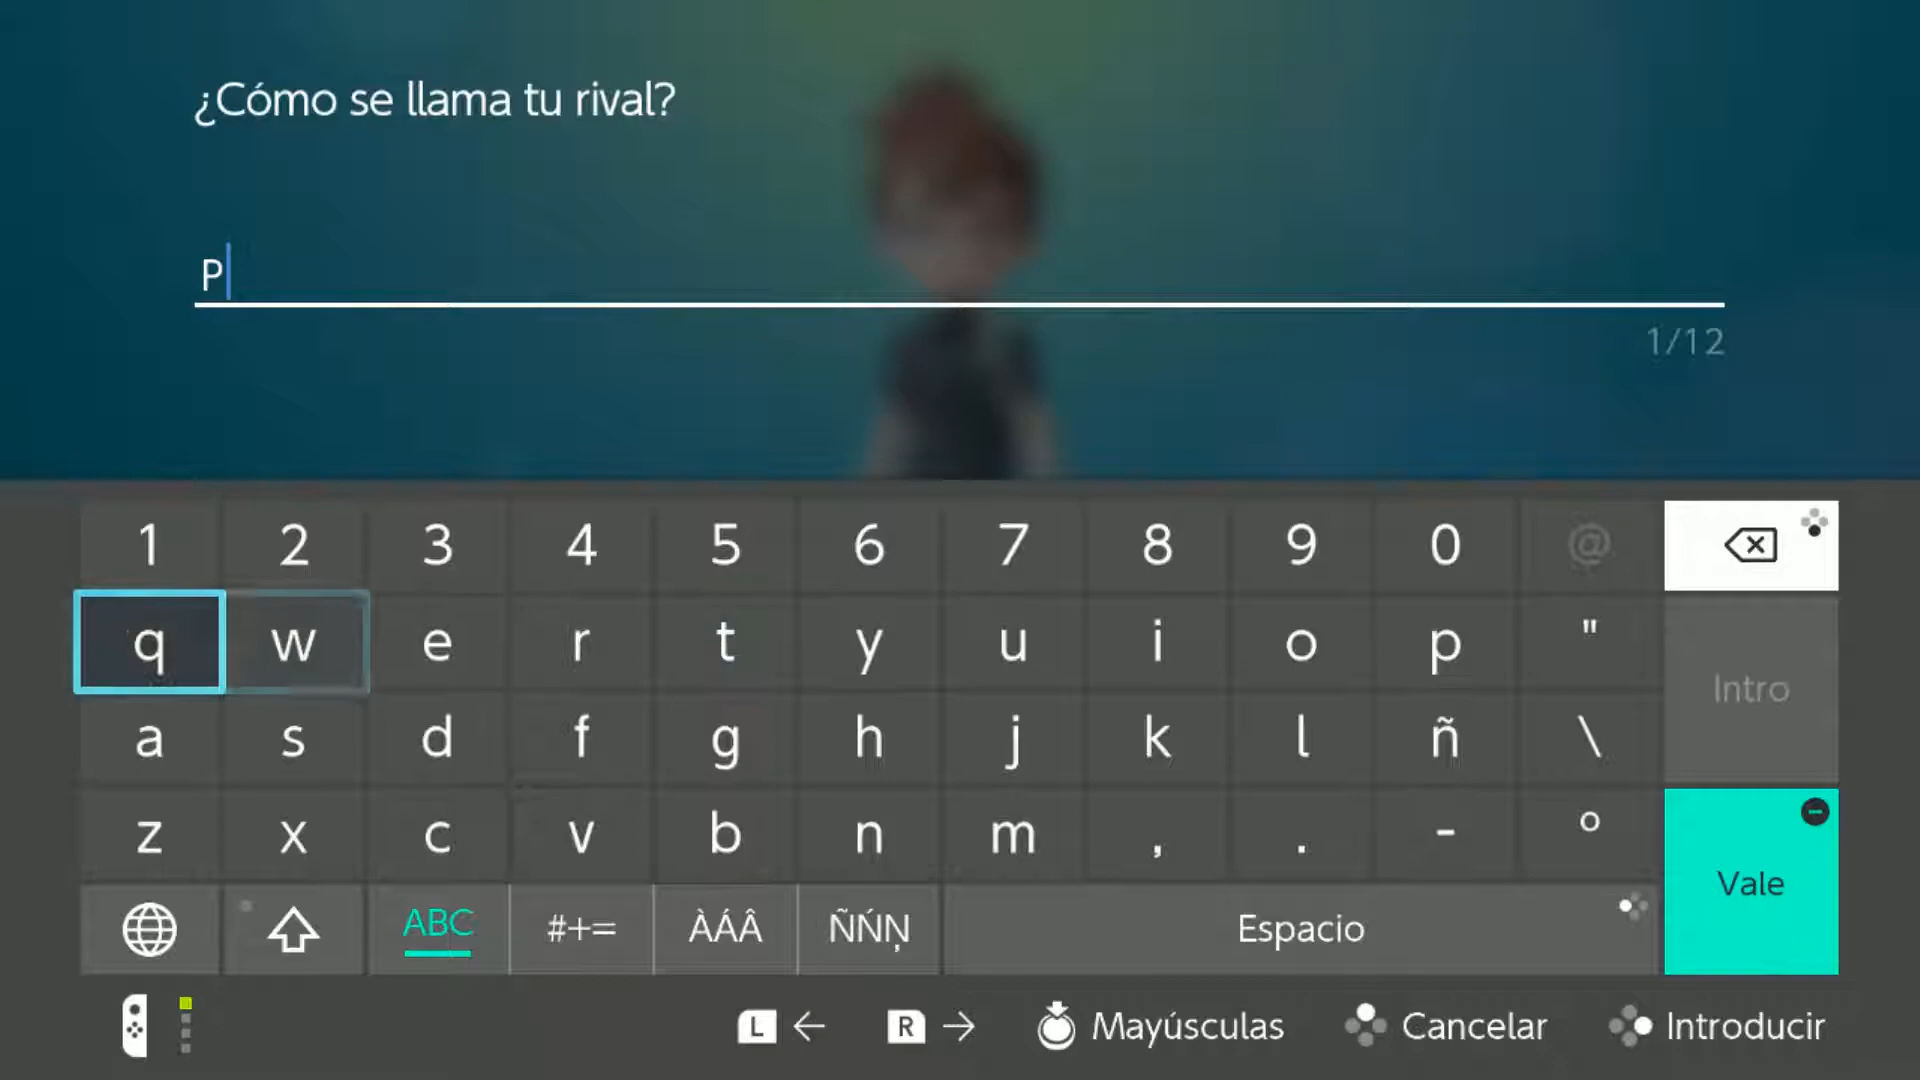 ¿Cómo se llama tu rival?
P
1/12
1 2 3 4 5 6 7 8 9 0 @
q w e r t y u i o p "
Intro
a s d f g h j k l ñ \
z x c v b n m , . - º
Vale
ABC #+= ÀÁÂ ÑŃŅ Espacio
L ← R → Mayúsculas Cancelar Introducir